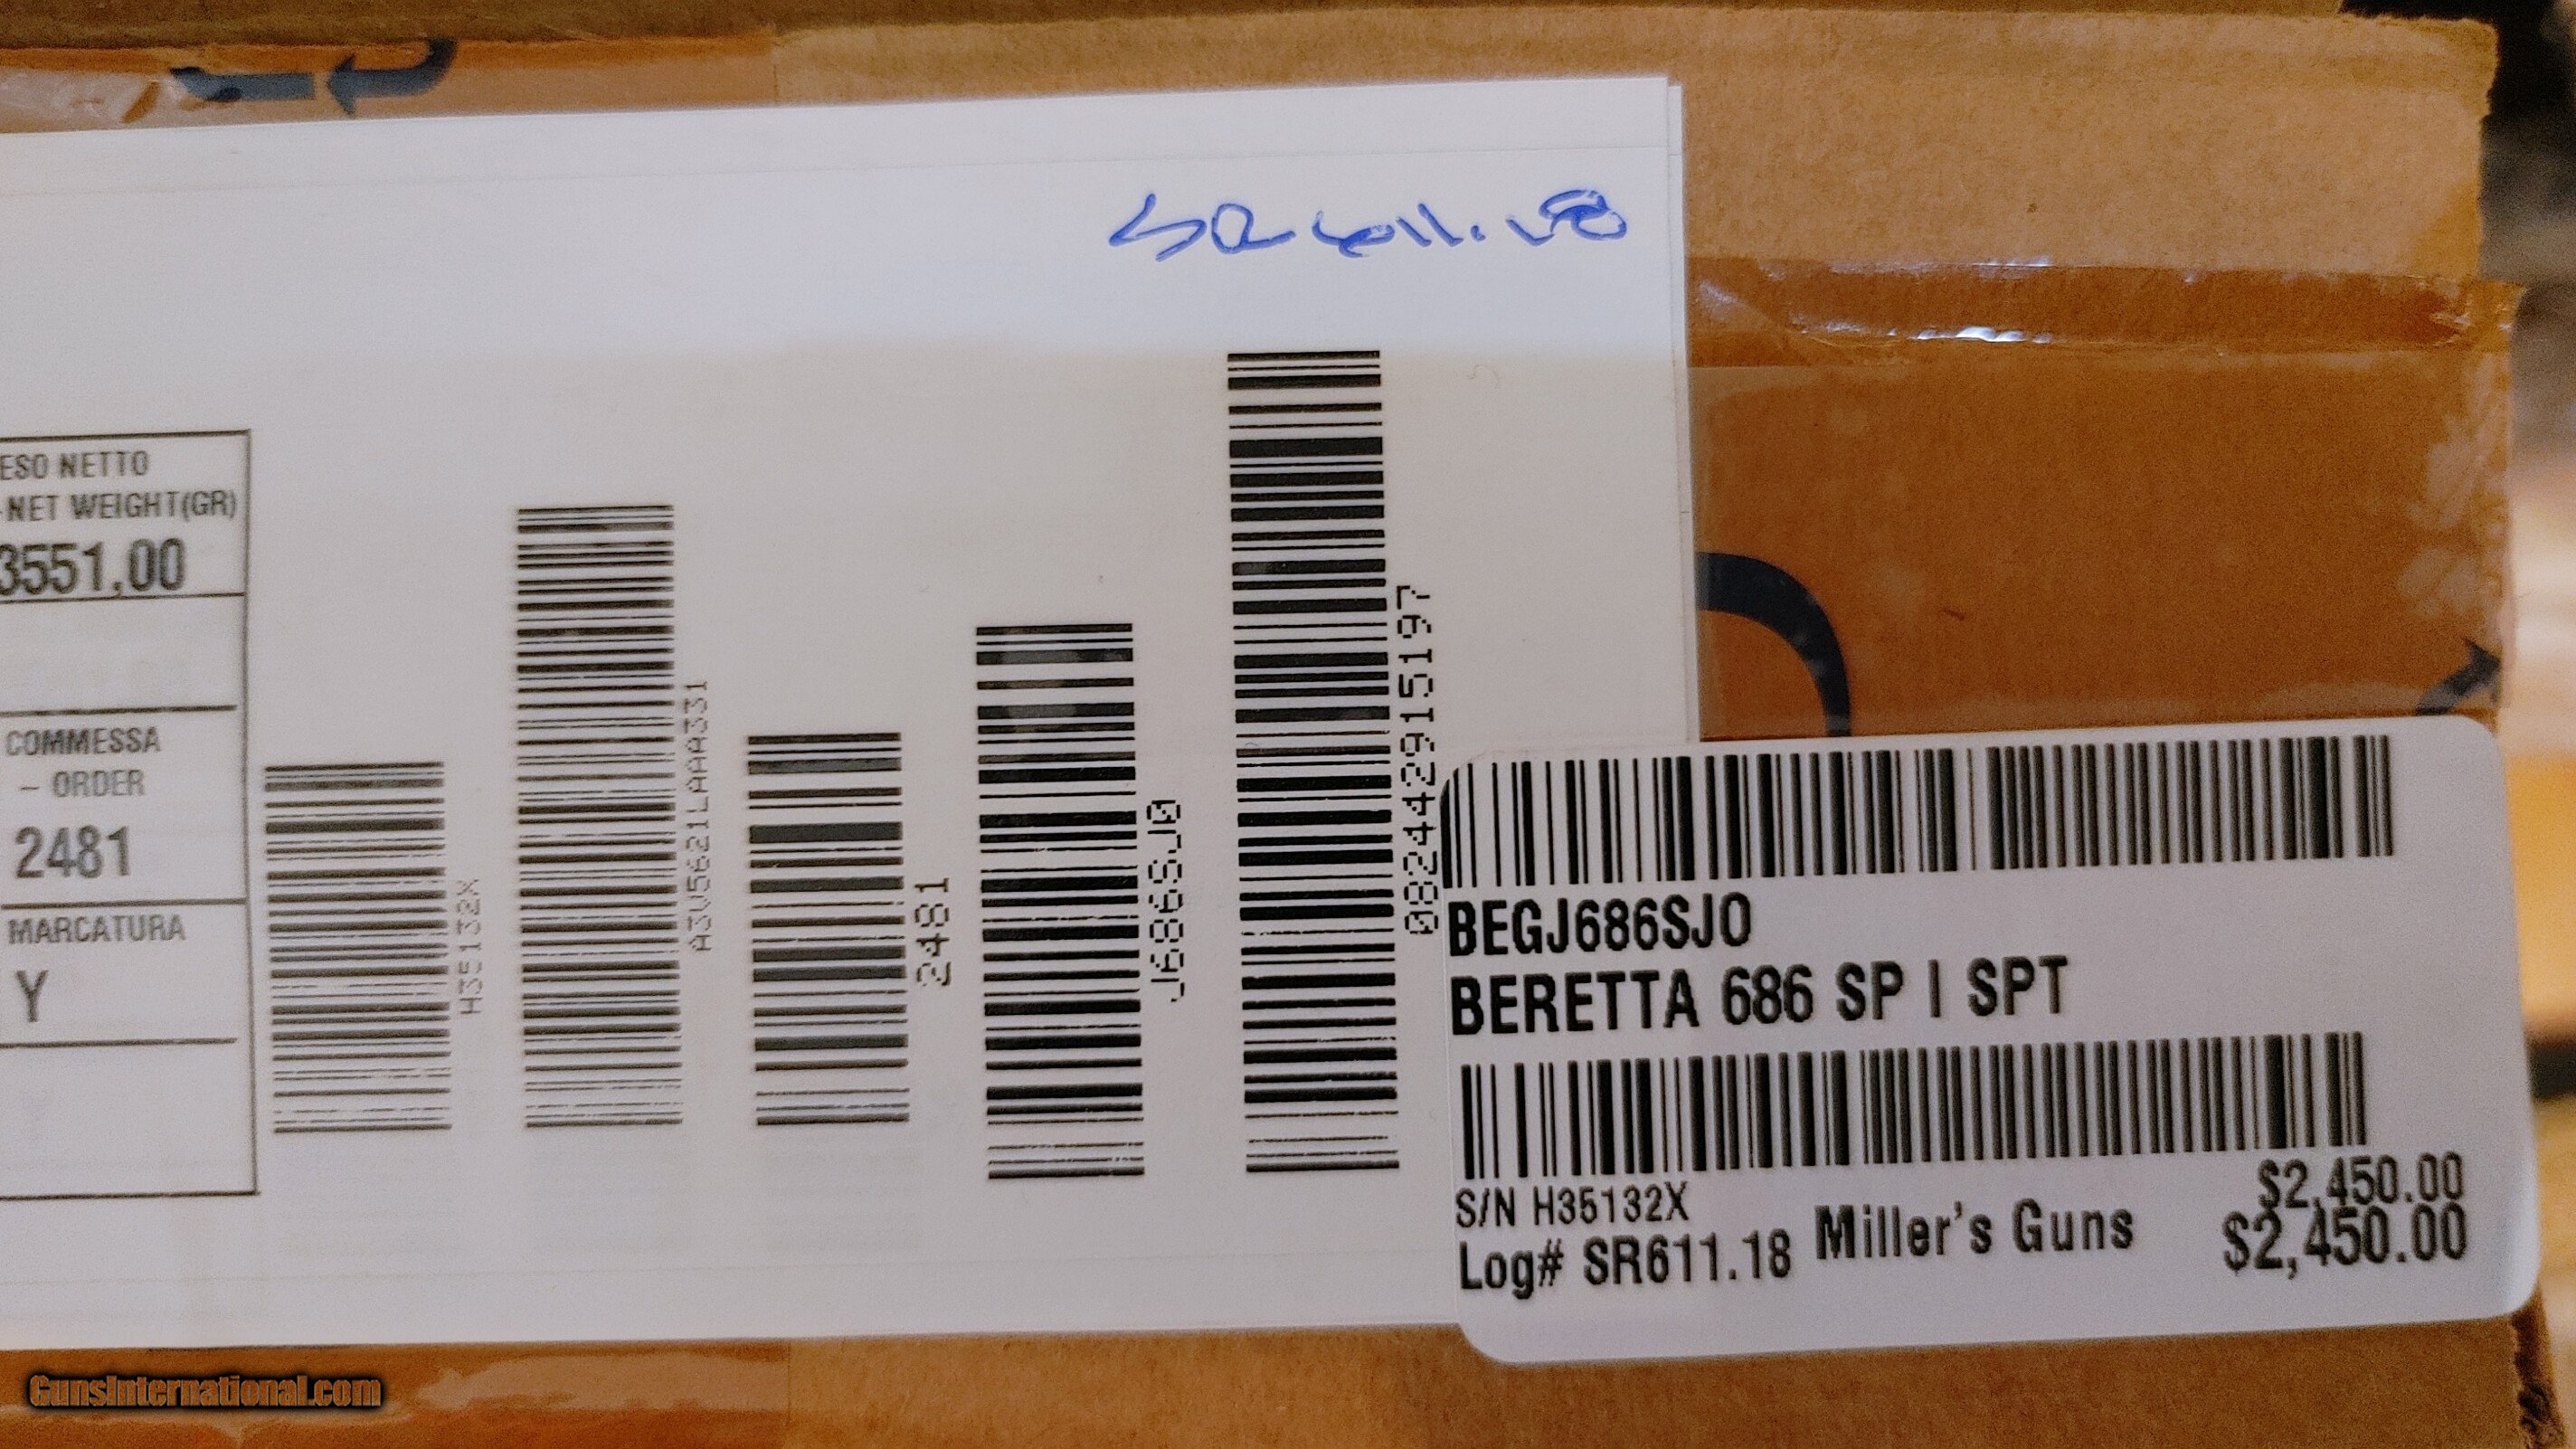 SR611.18
ESO NETTO
-NET WEIGHT(GR)
3551,00
COMMESSA
- ORDER
2481
MARCATURA
Y
H35132X
A3U5621LAAA331
2481
J686SJ0
082442915197
BEGJ686SJO
BERETTA 686 SP I SPT
S/N H35132X
$2,450.00
Log# SR611.18 Miller's Guns $2,450.00
GunsInternational.com